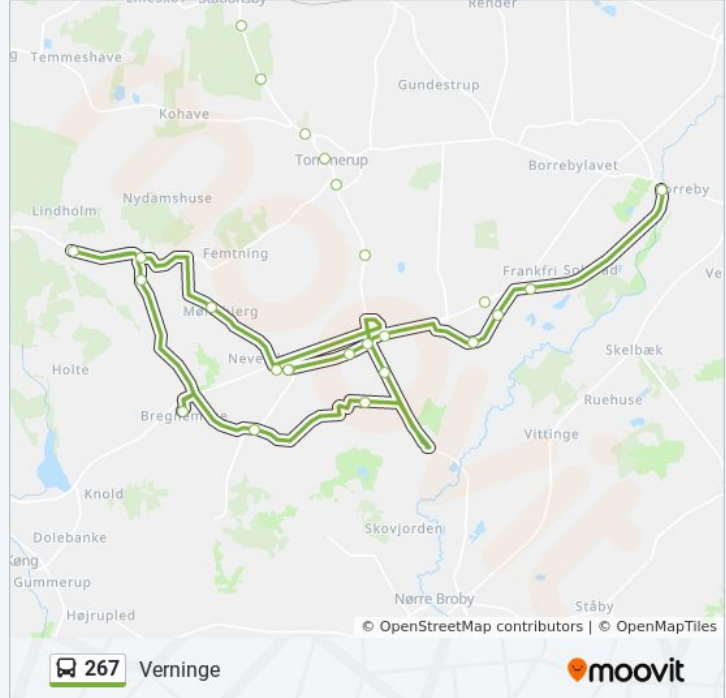 Render
Temmeshave
Gundestrup
Kohave
Tommerup
Borrebylavet
Nydamshuse
Lindholm
Femtning
Frankfri
Skelbæk
Holte
Ruehuse
Vittinge
Knold
Skovjorden
Dolebanke
Gummerup
Nørre Broby
Ståby
Højrupled
© OpenStreetMap contributors | © OpenMapTiles
267 Verninge
moovit